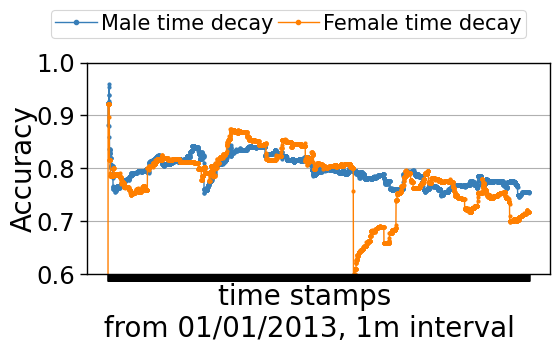 Male time decay Female time decay
1.0
0.9
0.8
0.7
0.6
Accuracy
time stamps
from 01/01/2013, 1m interval